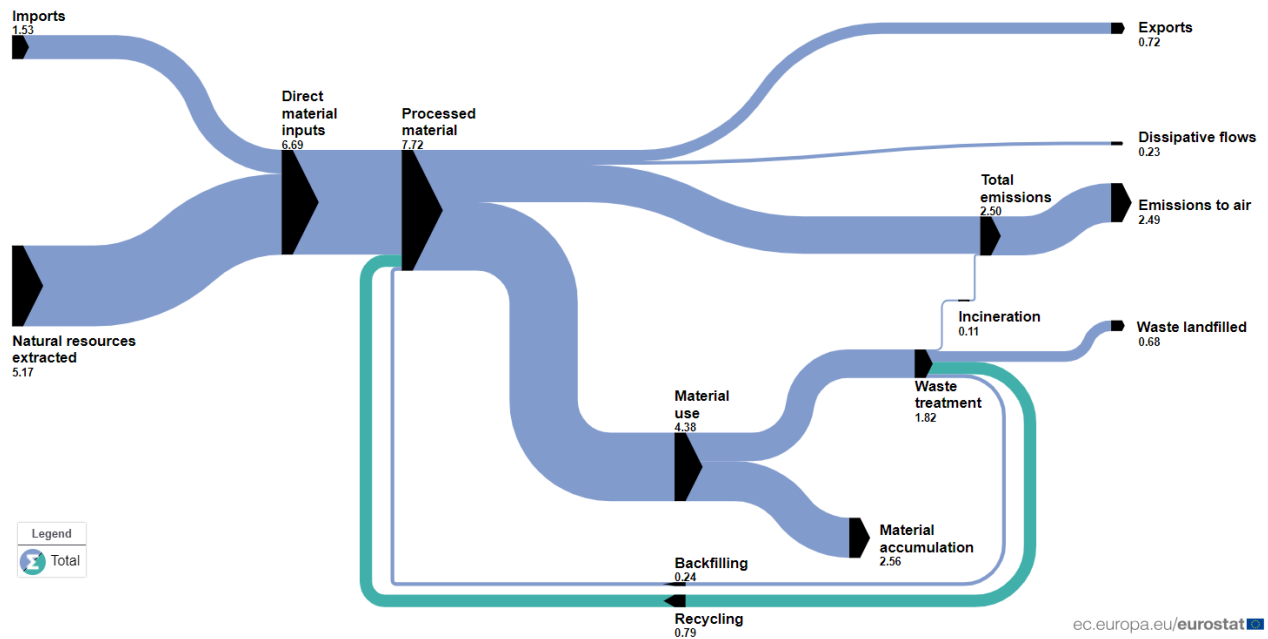 Imports
1.53
Exports
0.72
Direct
material
inputs
6.69
Processed
material
7.72
Dissipative flows
0.23
Total
emissions
2.50
Emissions to air
2.49
Natural resources
extracted
5.17
Incineration
0.11
Waste landfilled
0.68
Material
use
4.38
Waste
treatment
1.82
Material
accumulation
2.56
Legend
Σ Total
Backfilling
0.24
Recycling
0.79
ec.europa.eu/eurostat